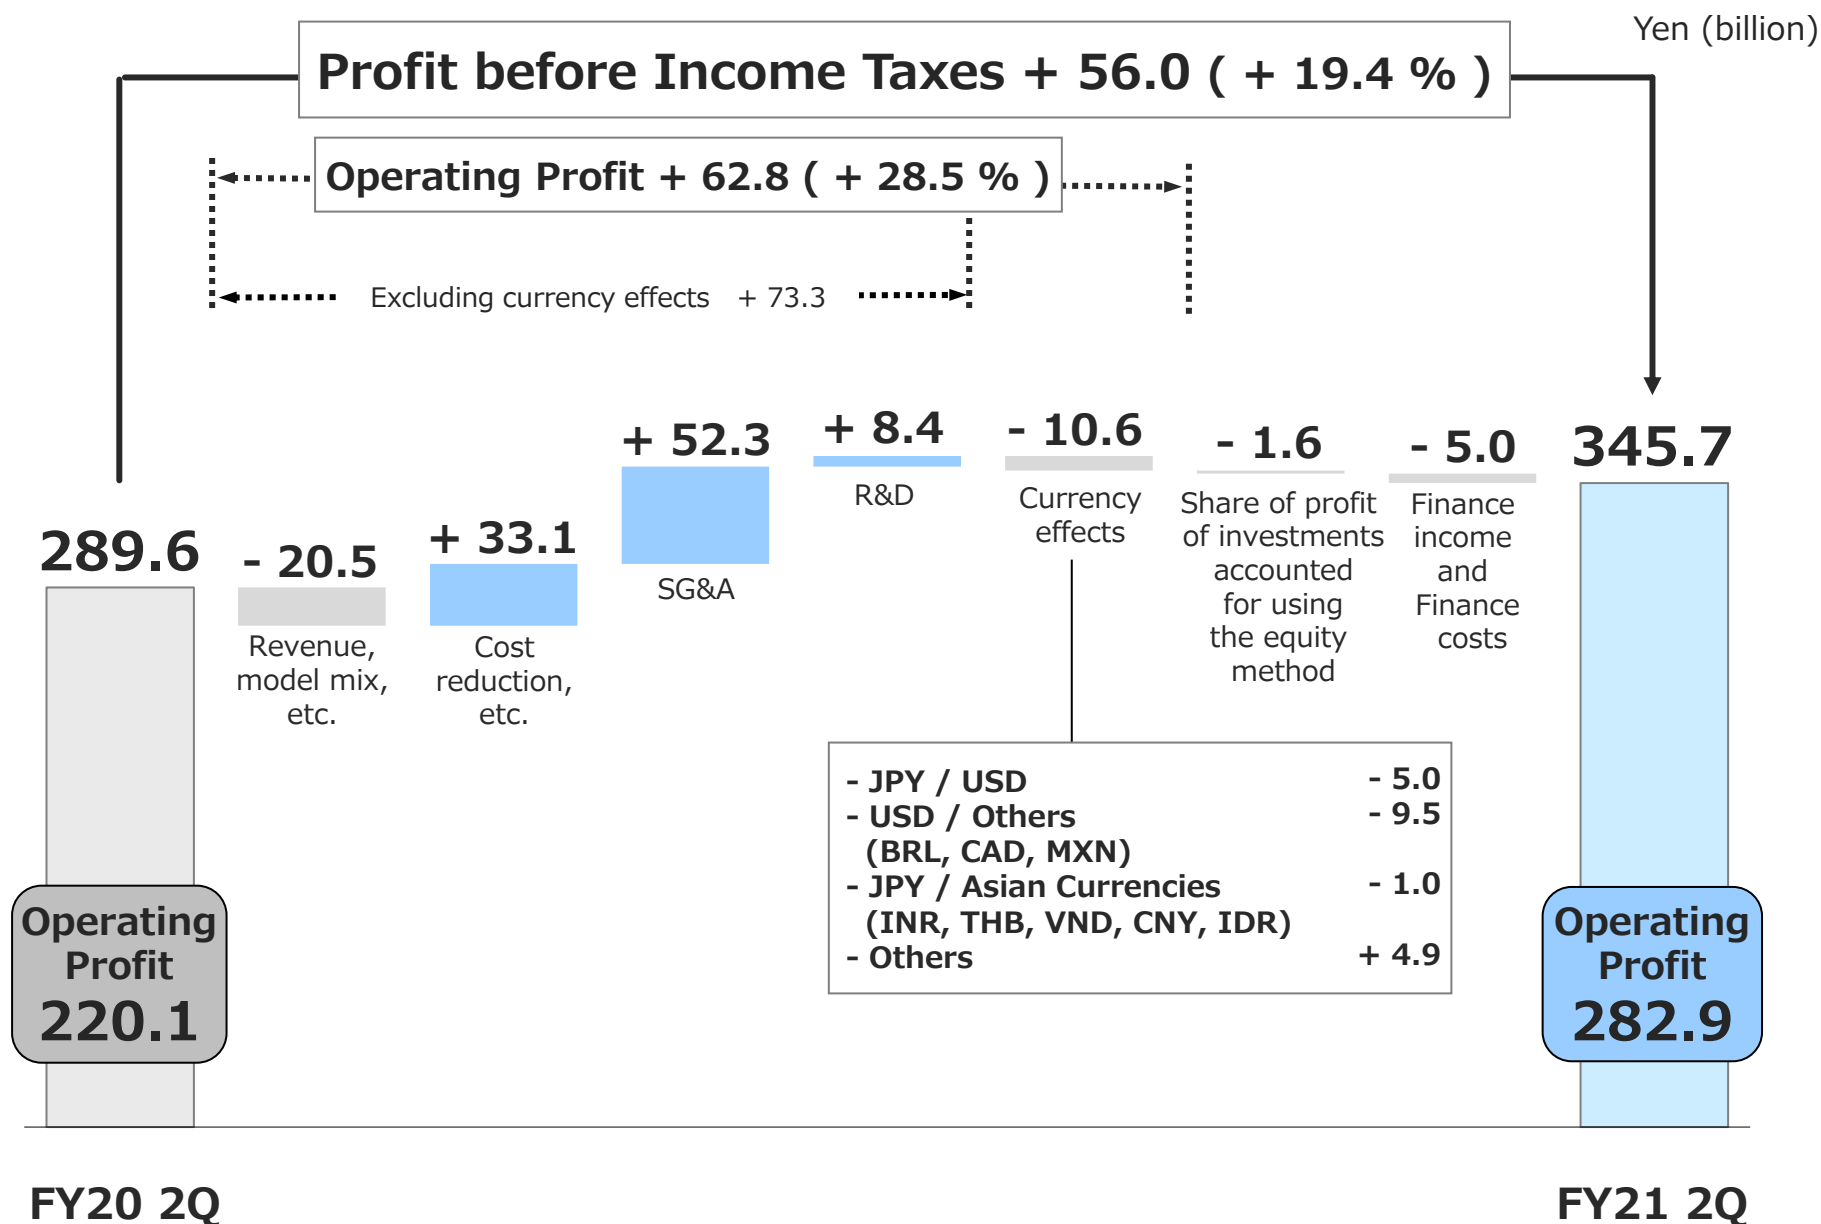 Yen (billion)
Profit before Income Taxes + 56.0 ( + 19.4 % )
Operating Profit + 62.8 ( + 28.5 % )
Excluding currency effects + 73.3
289.6
- 20.5
Revenue,
model mix,
etc.
+ 33.1
Cost
reduction,
etc.
+ 52.3
SG&A
+ 8.4
R&D
- 10.6
Currency
effects
- 1.6
Share of profit
of investments
accounted
for using
the equity
method
- 5.0
Finance
income
and
Finance
costs
345.7
- JPY / USD - 5.0
- USD / Others - 9.5
(BRL, CAD, MXN)
- JPY / Asian Currencies - 1.0
(INR, THB, VND, CNY, IDR)
- Others + 4.9
Operating
Profit
220.1
Operating
Profit
282.9
FY20 2Q
FY21 2Q